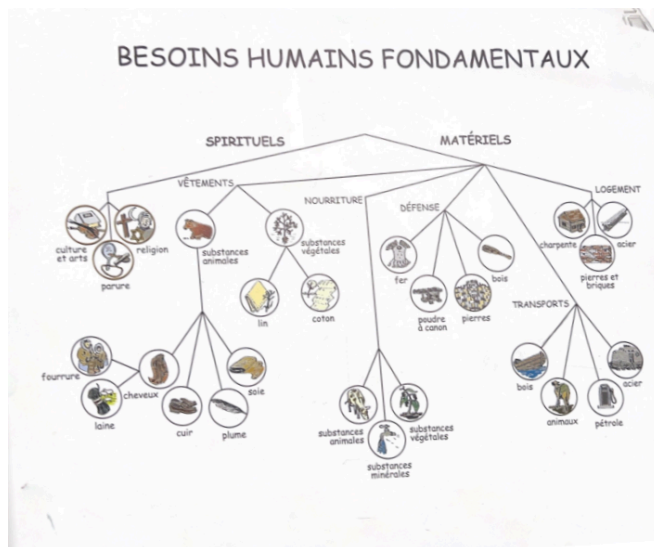 BESOINS HUMAINS FONDAMENTAUX
SPIRITUELS
MATÉRIELS
VÊTEMENTS
NOURRITURE
DÉFENSE
LOGEMENT
culture
et arts
religion
parure
substances
animales
substances
végétales
fer
bois
poudre
à canon
pierres
charpente
acier
pierres et
briques
lin
coton
TRANSPORTS
fourrure
laine
cheveux
cuir
plume
soie
substances
animales
substances
végétales
substances
minérales
bois
animaux
pétrole
acier